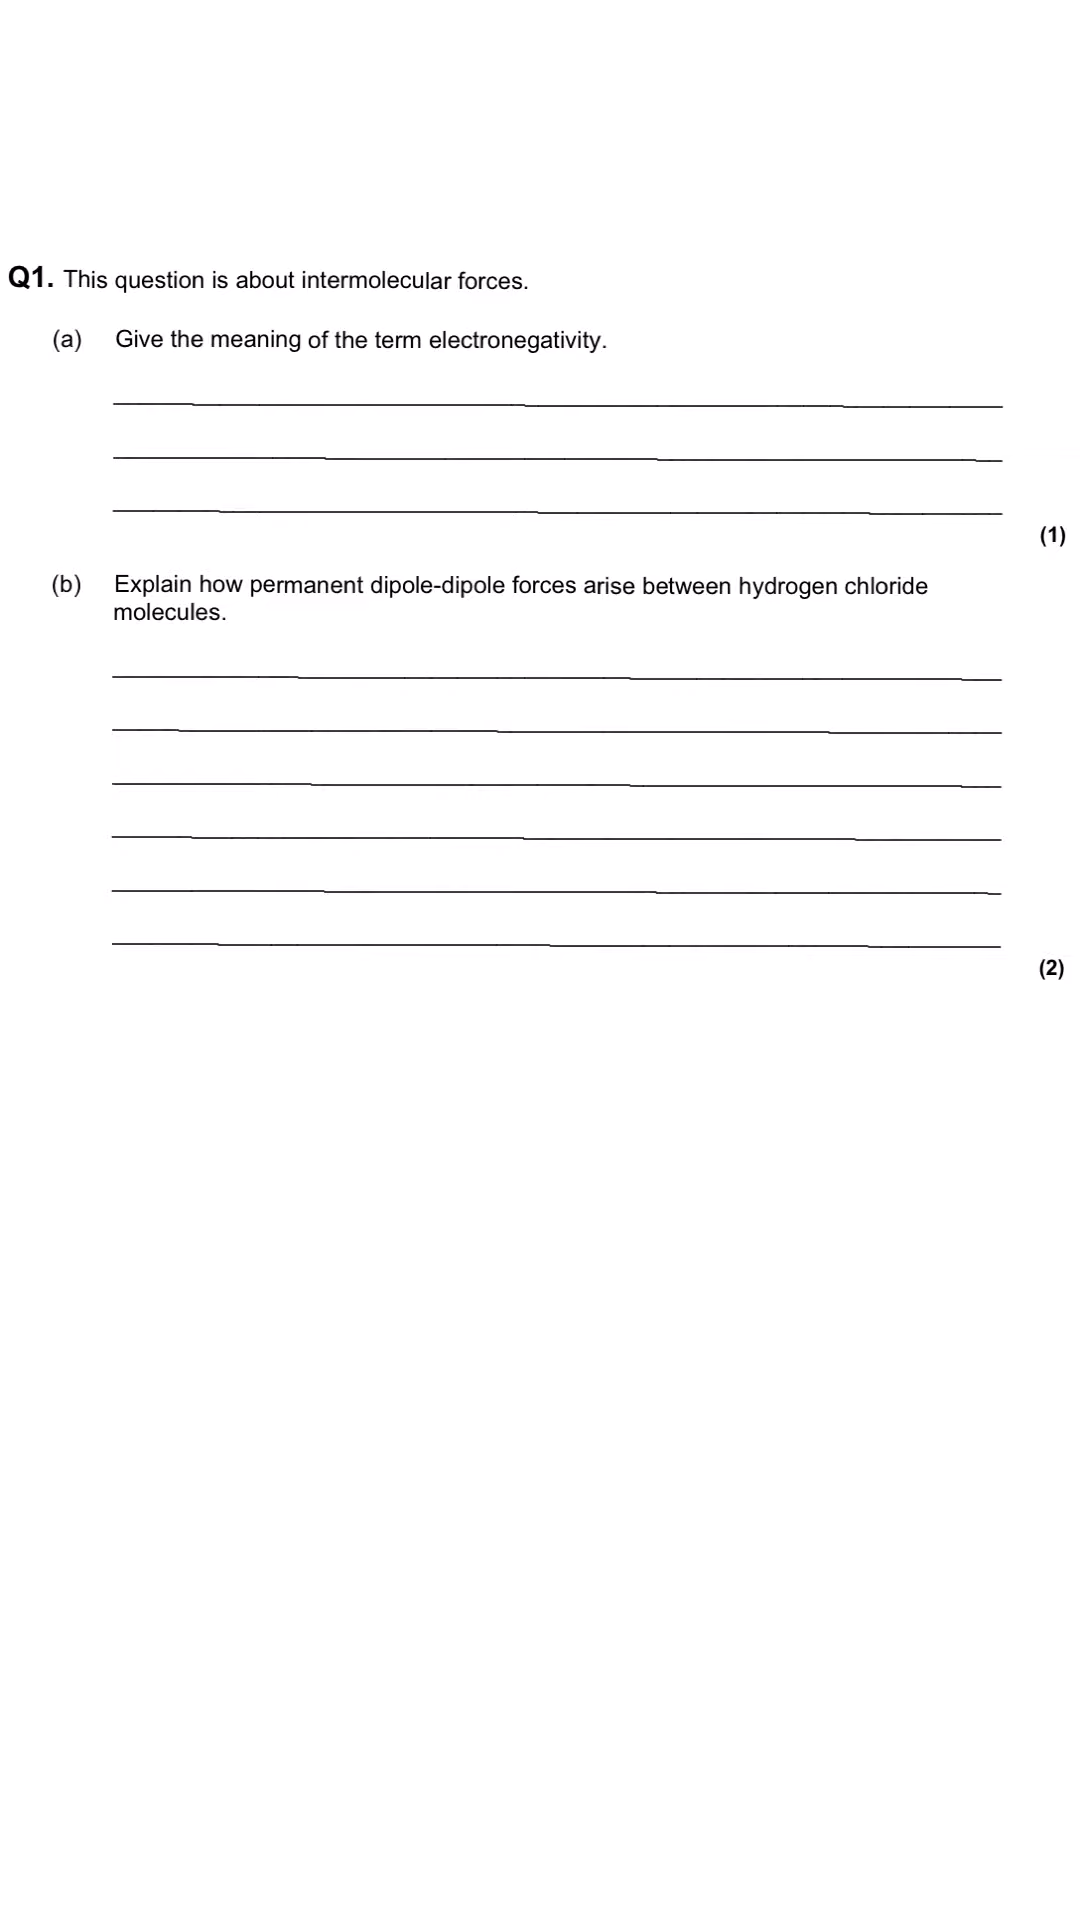 Q1. This question is about intermolecular forces.
(a) Give the meaning of the term electronegativity.
(1)
(b) Explain how permanent dipole-dipole forces arise between hydrogen chloride
molecules.
(2)